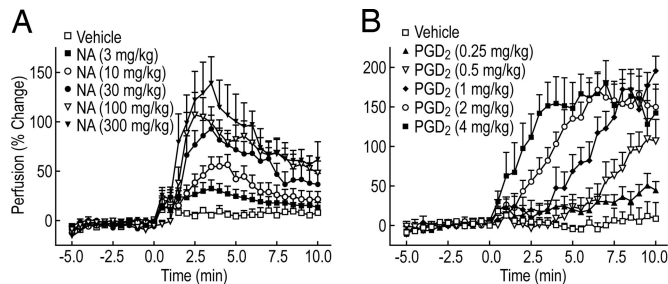 A
Vehicle
NA (3 mg/kg)
NA (10 mg/kg)
NA (30 mg/kg)
NA (100 mg/kg)
NA (300 mg/kg)
Perfusion (% Change)
150
100
50
0
-5.0 -2.5 0.0 2.5 5.0 7.5 10.0
Time (min)
B
Vehicle
PGD2 (0.25 mg/kg)
PGD2 (0.5 mg/kg)
PGD2 (1 mg/kg)
PGD2 (2 mg/kg)
PGD2 (4 mg/kg)
200
150
100
50
0
-5.0 -2.5 0.0 2.5 5.0 7.5 10.0
Time (min)